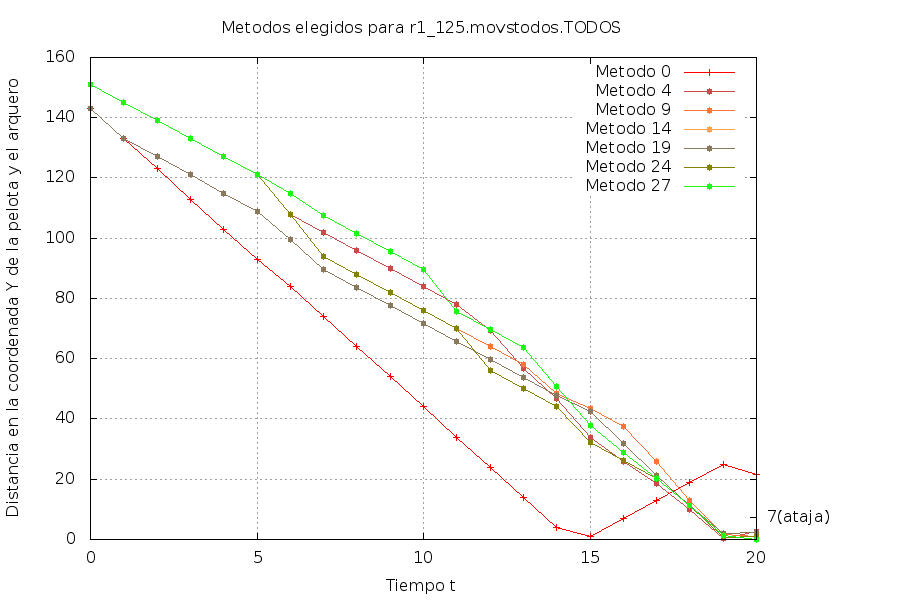 Metodos elegidos para r1_125.movstodos.TODOS
Distancia en la coordenada Y de la pelota y el arquero
160
140
120
100
80
60
40
20
0
Metodo 0
Metodo 4
Metodo 9
Metodo 14
Metodo 19
Metodo 24
Metodo 27
7(ataja)
0 5 10 15 20
Tiempo t